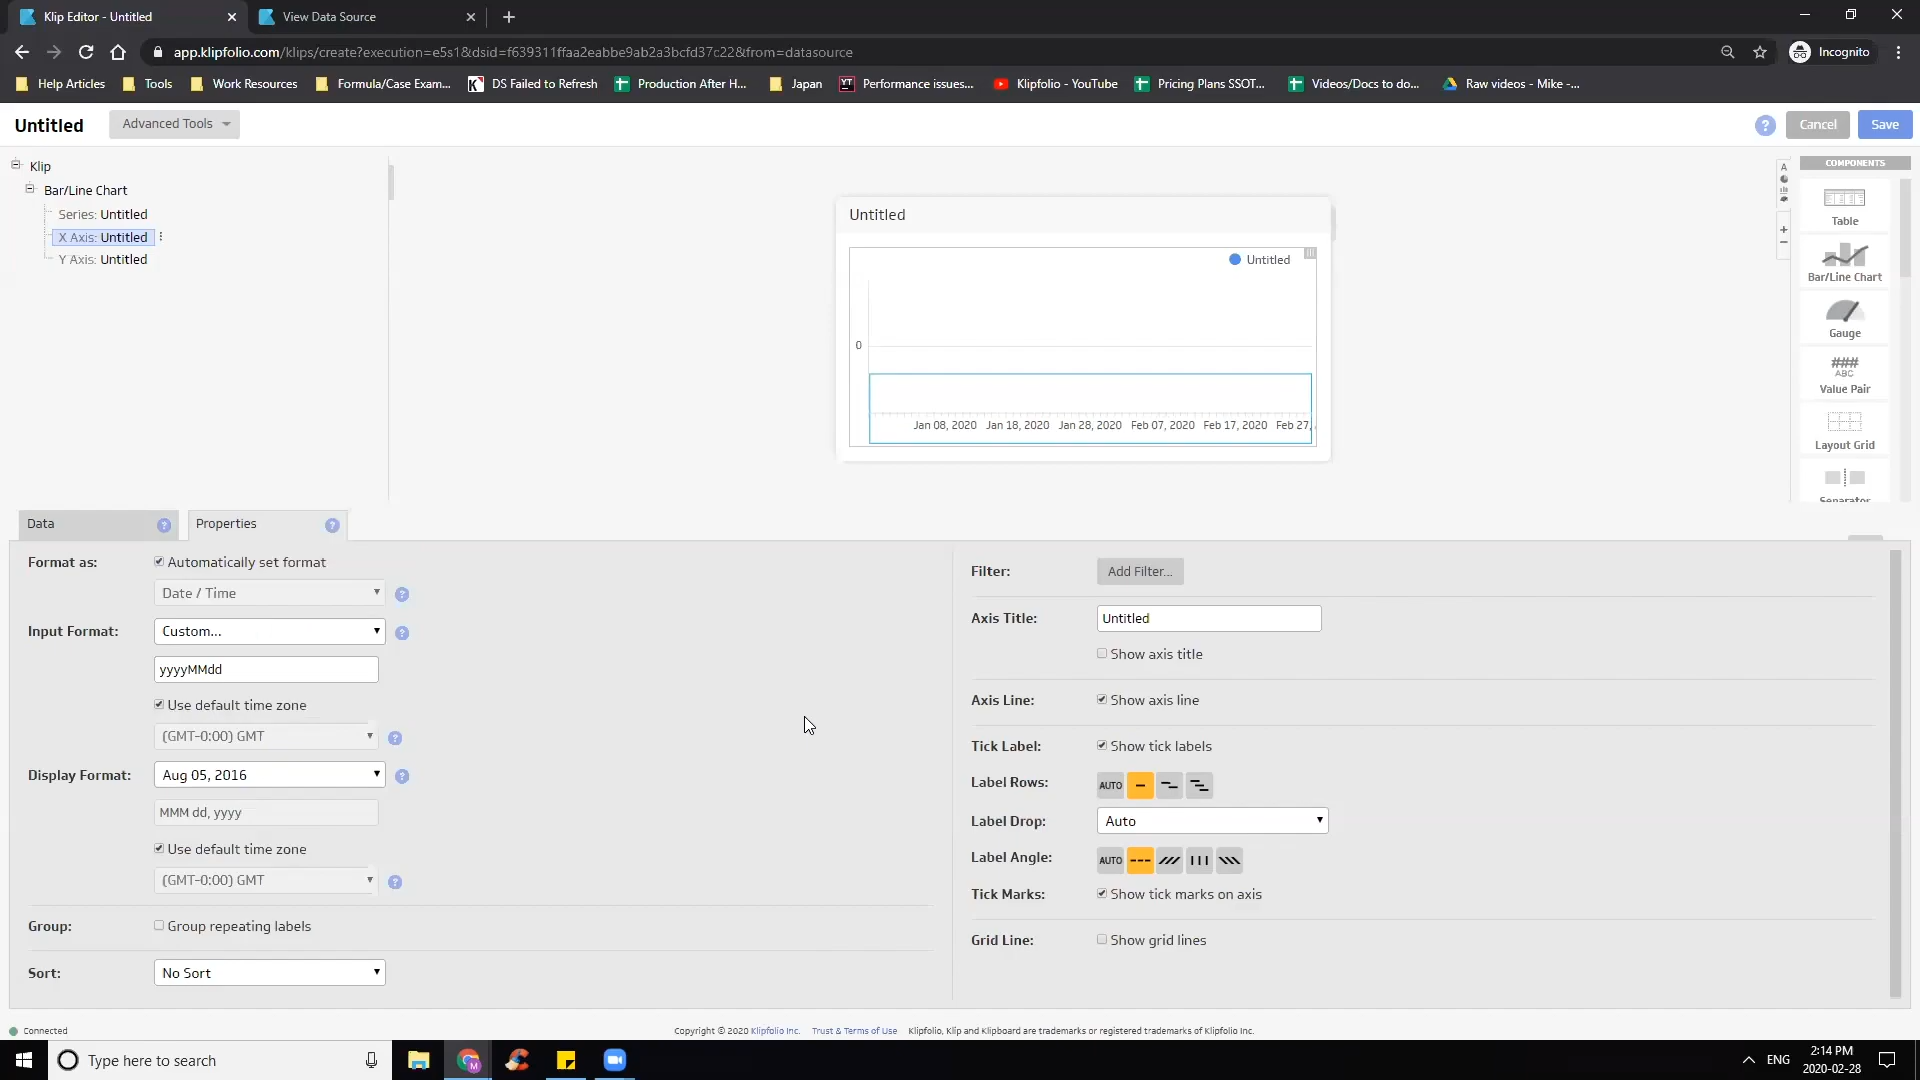 Klip Editor - Untitled
View Data Source
app.klipfolio.com/klips/create?execution=e5s1&dsid=f639311ffaa2eabbe9ab2a3bcfd37c22&from=datasource
Incognito
Help Articles
Tools
Work Resources
Formula/Case Exam...
DS Failed to Refresh
Production After H...
Japan
YT
Performance issues...
Klipfolio - YouTube
Pricing Plans SSOT...
Videos/Docs to do...
Raw videos - Mike -...
Untitled
Advanced Tools
?
Cancel
Save
Klip
Bar/Line Chart
Series: Untitled
X Axis: Untitled
Y Axis: Untitled
Untitled
Untitled
0
Jan 08, 2020 Jan 18, 2020 Jan 28, 2020 Feb 07, 2020 Feb 17, 2020 Feb 27,
A
COMPONENTS
Table
Bar/Line Chart
Gauge
###
ABC
Value Pair
Layout Grid
Separator
Data ?
Properties ?
Format as:
Automatically set format
Date / Time ?
Input Format:
Custom... ?
yyyyMMdd
Use default time zone
(GMT-0:00) GMT ?
Display Format:
Aug 05, 2016 ?
MMM dd, yyyy
Use default time zone
(GMT-0:00) GMT ?
Group:
Group repeating labels
Sort:
No Sort
Filter:
Add Filter...
Axis Title:
Untitled
Show axis title
Axis Line:
Show axis line
Tick Label:
Show tick labels
Label Rows:
AUTO
Label Drop:
Auto
Label Angle:
AUTO
Tick Marks:
Show tick marks on axis
Grid Line:
Show grid lines
Connected
Copyright © 2020 Klipfolio Inc. Trust & Terms of Use Klipfolio, Klip and Klipboard are trademarks or registered trademarks of Klipfolio Inc.
Type here to search
M
ENG
2:14 PM
2020-02-28